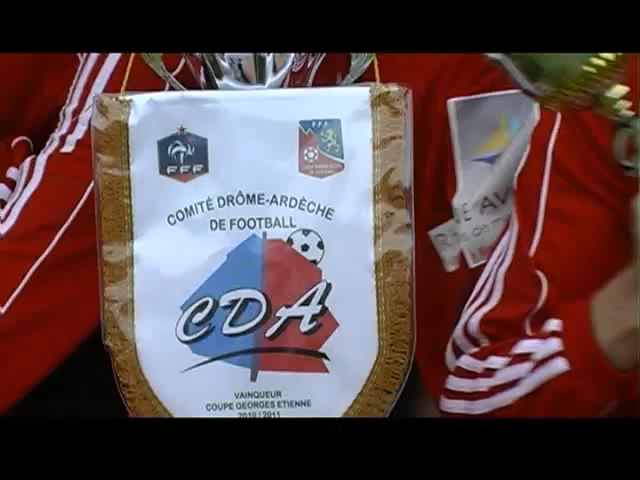 FFF
COMITÉ DRÔME-ARDÈCHE
DE FOOTBALL
CDA
VAINQUEUR
COUPE GEORGES ETIENNE
2010 / 2011